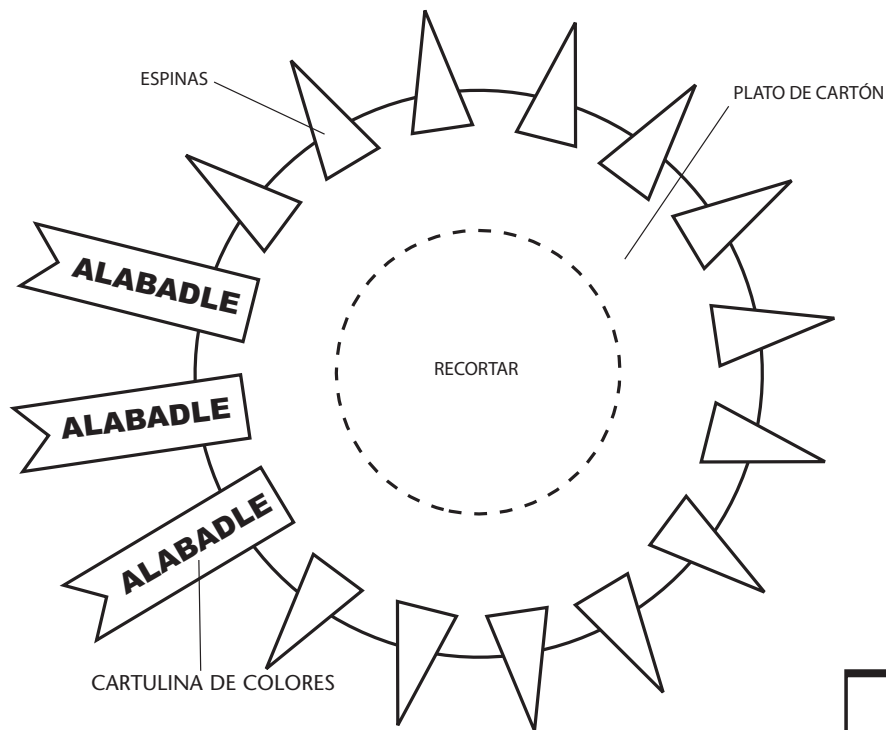 ESPINAS
PLATO DE CARTÓN
ALABADLE
RECORTAR
ALABADLE
ALABADLE
CARTULINA DE COLORES